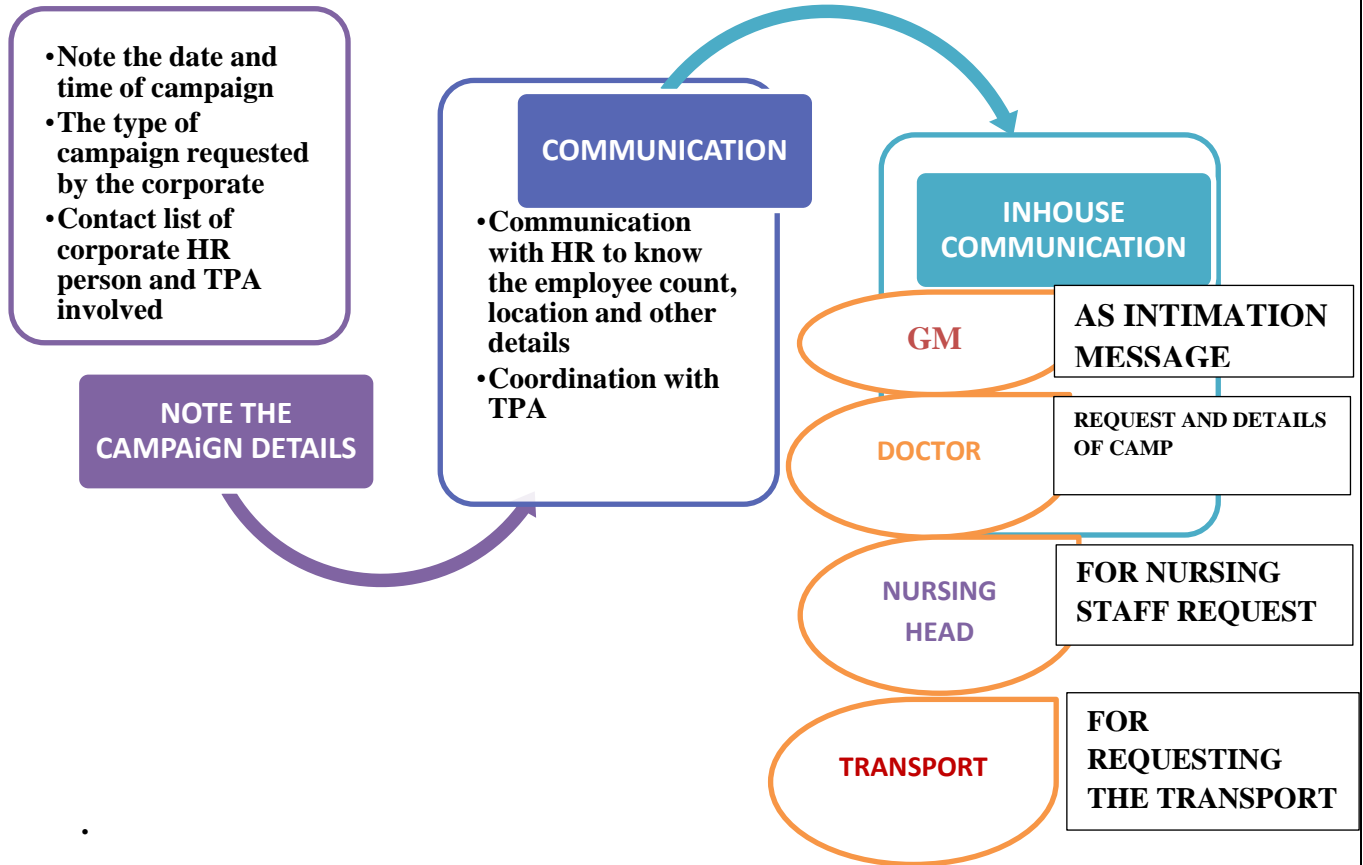 •Note the date and
time of campaign
•The type of
campaign requested
by the corporate
•Contact list of
corporate HR
person and TPA
involved
NOTE THE
CAMPAiGN DETAILS
COMMUNICATION
•Communication
with HR to know
the employee count,
location and other
details
•Coordination with
TPA
INHOUSE
COMMUNICATION
GM
AS INTIMATION
MESSAGE
DOCTOR
REQUEST AND DETAILS
OF CAMP
NURSING
HEAD
FOR NURSING
STAFF REQUEST
TRANSPORT
FOR
REQUESTING
THE TRANSPORT
.